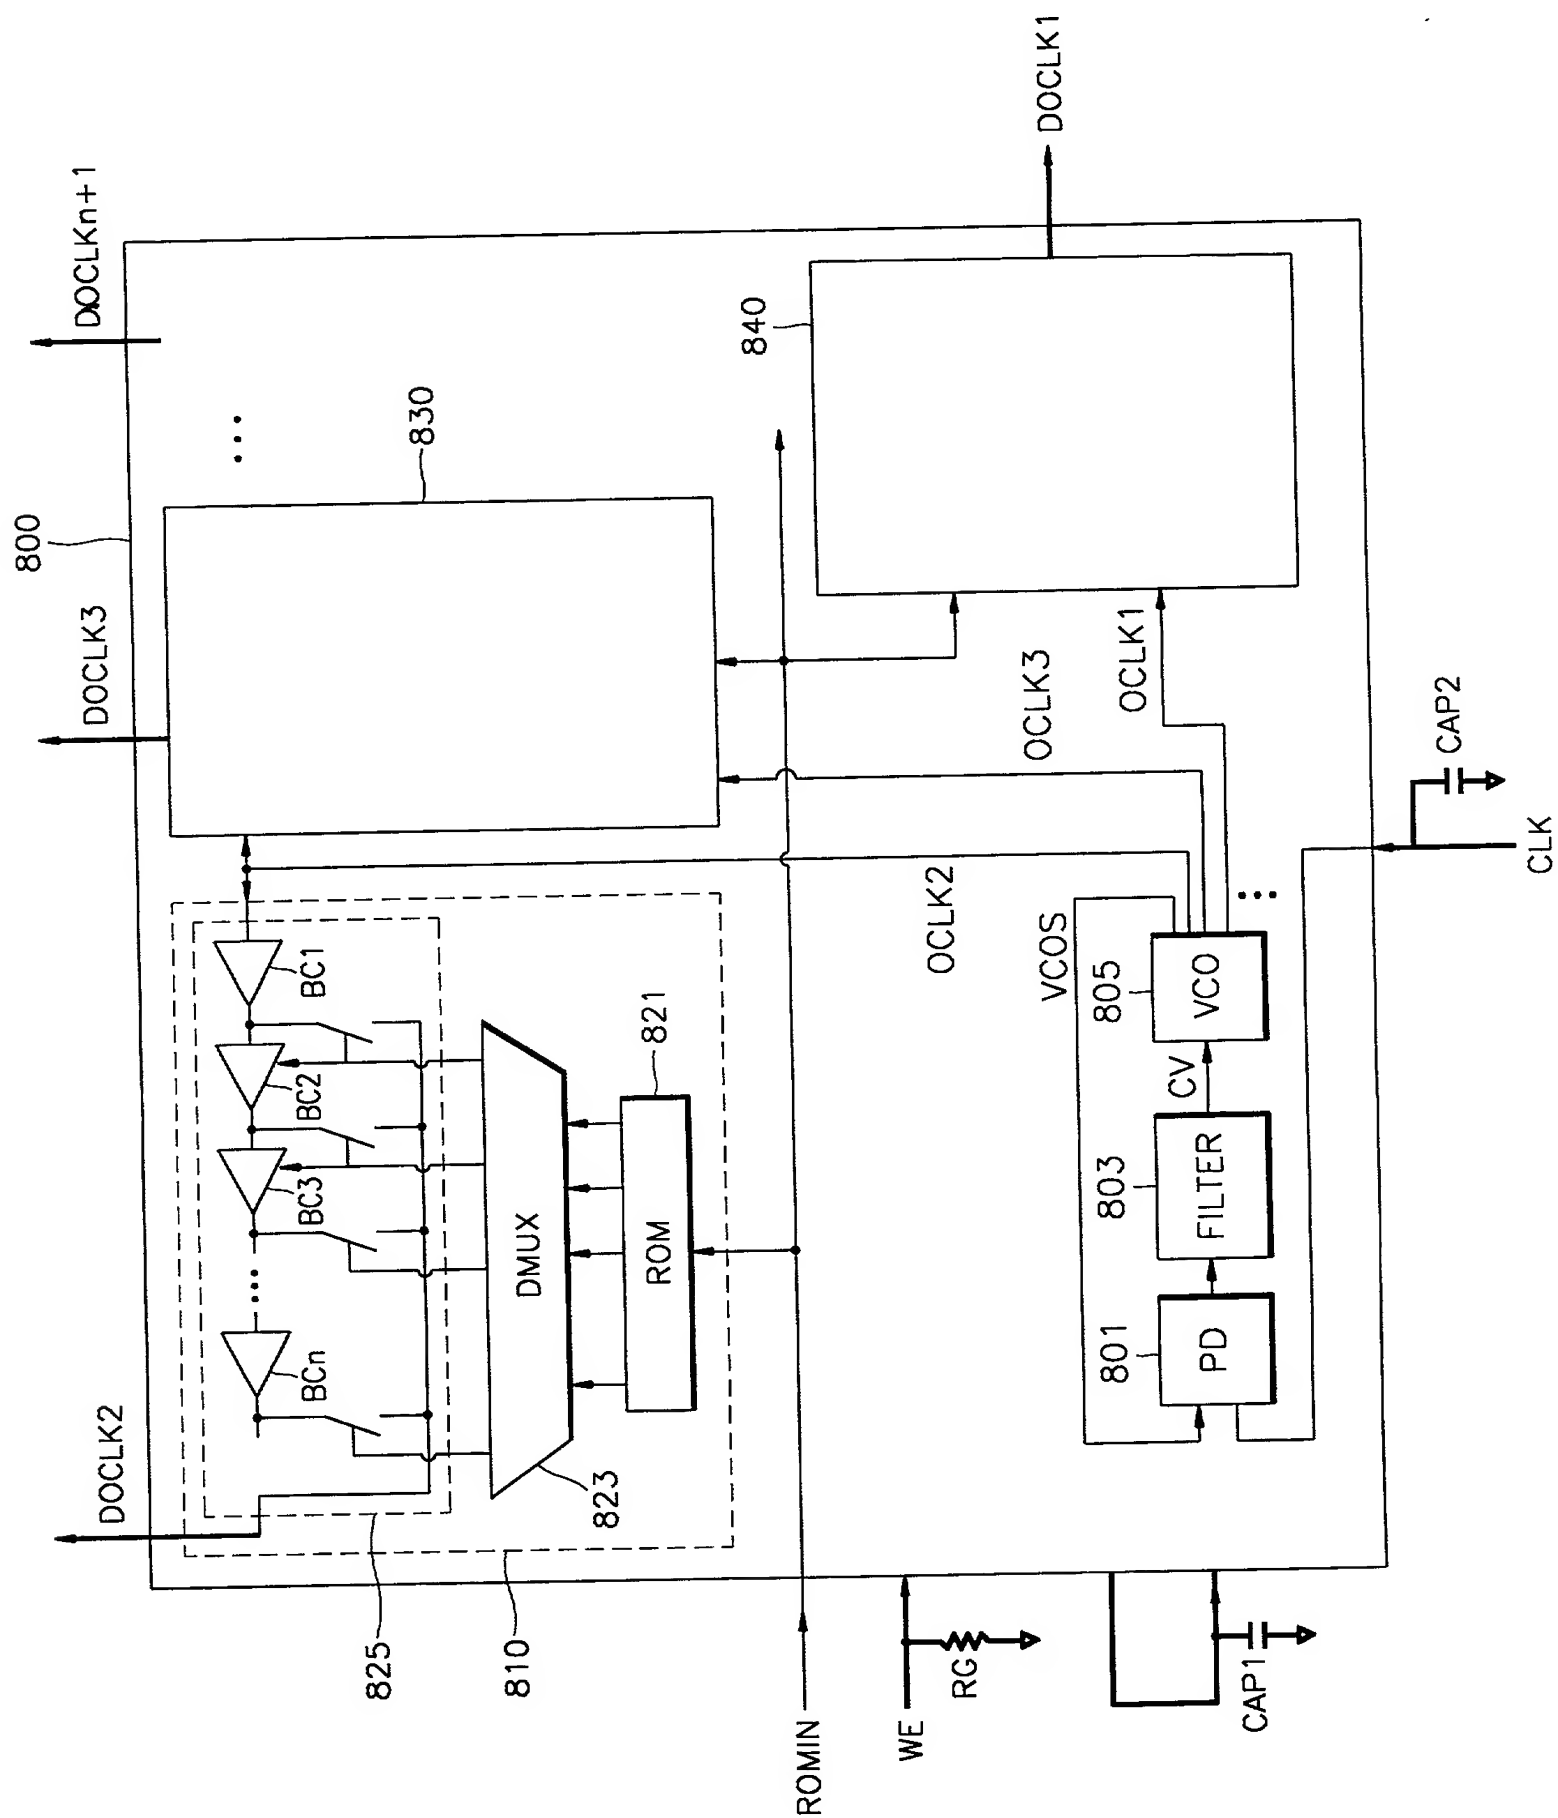 800
DOCLK2
DOCLK3
DOCLKn+1
825
810
BCn
BC3
BC2
BC1
...
...
830
823
DMUX
821
ROM
840
DOCLK1
ROMIN
WE
RG
CAP1
OCLK2
OCLK3
OCLK1
VCOS
801
PD
803
FILTER
CV
805
VCO
...
CLK
CAP2